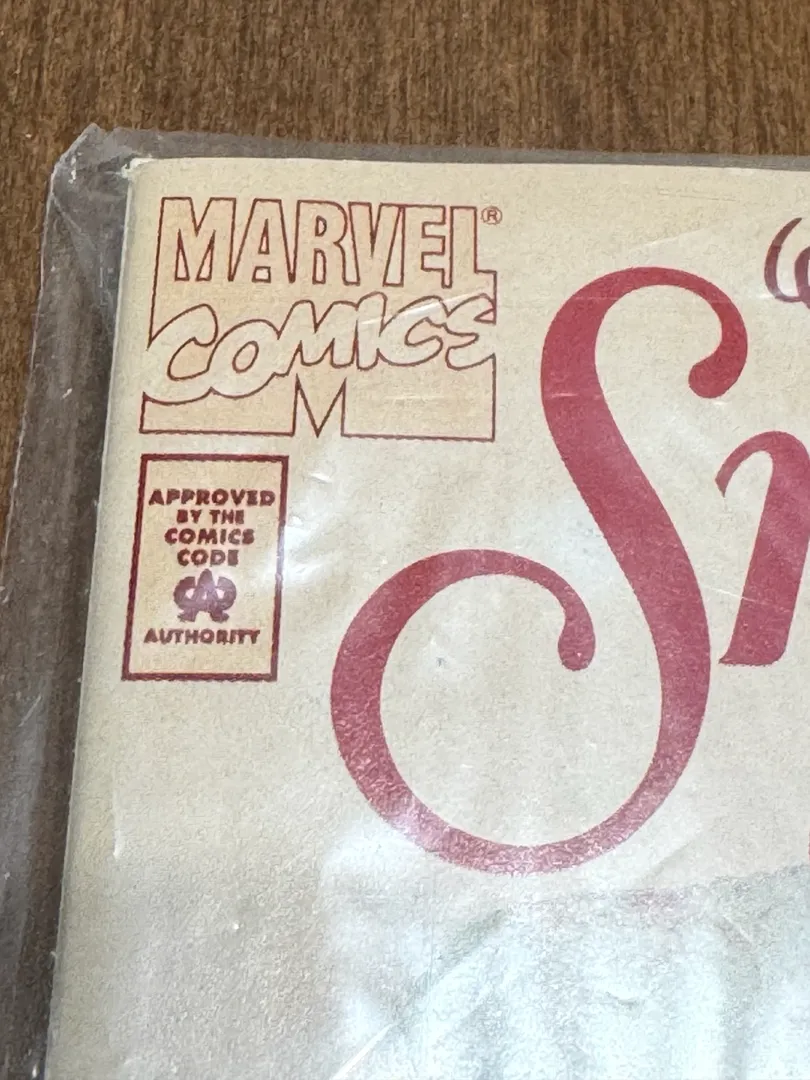 MARVEL®
COMICS
APPROVED
BY THE
COMICS
CODE
AUTHORITY